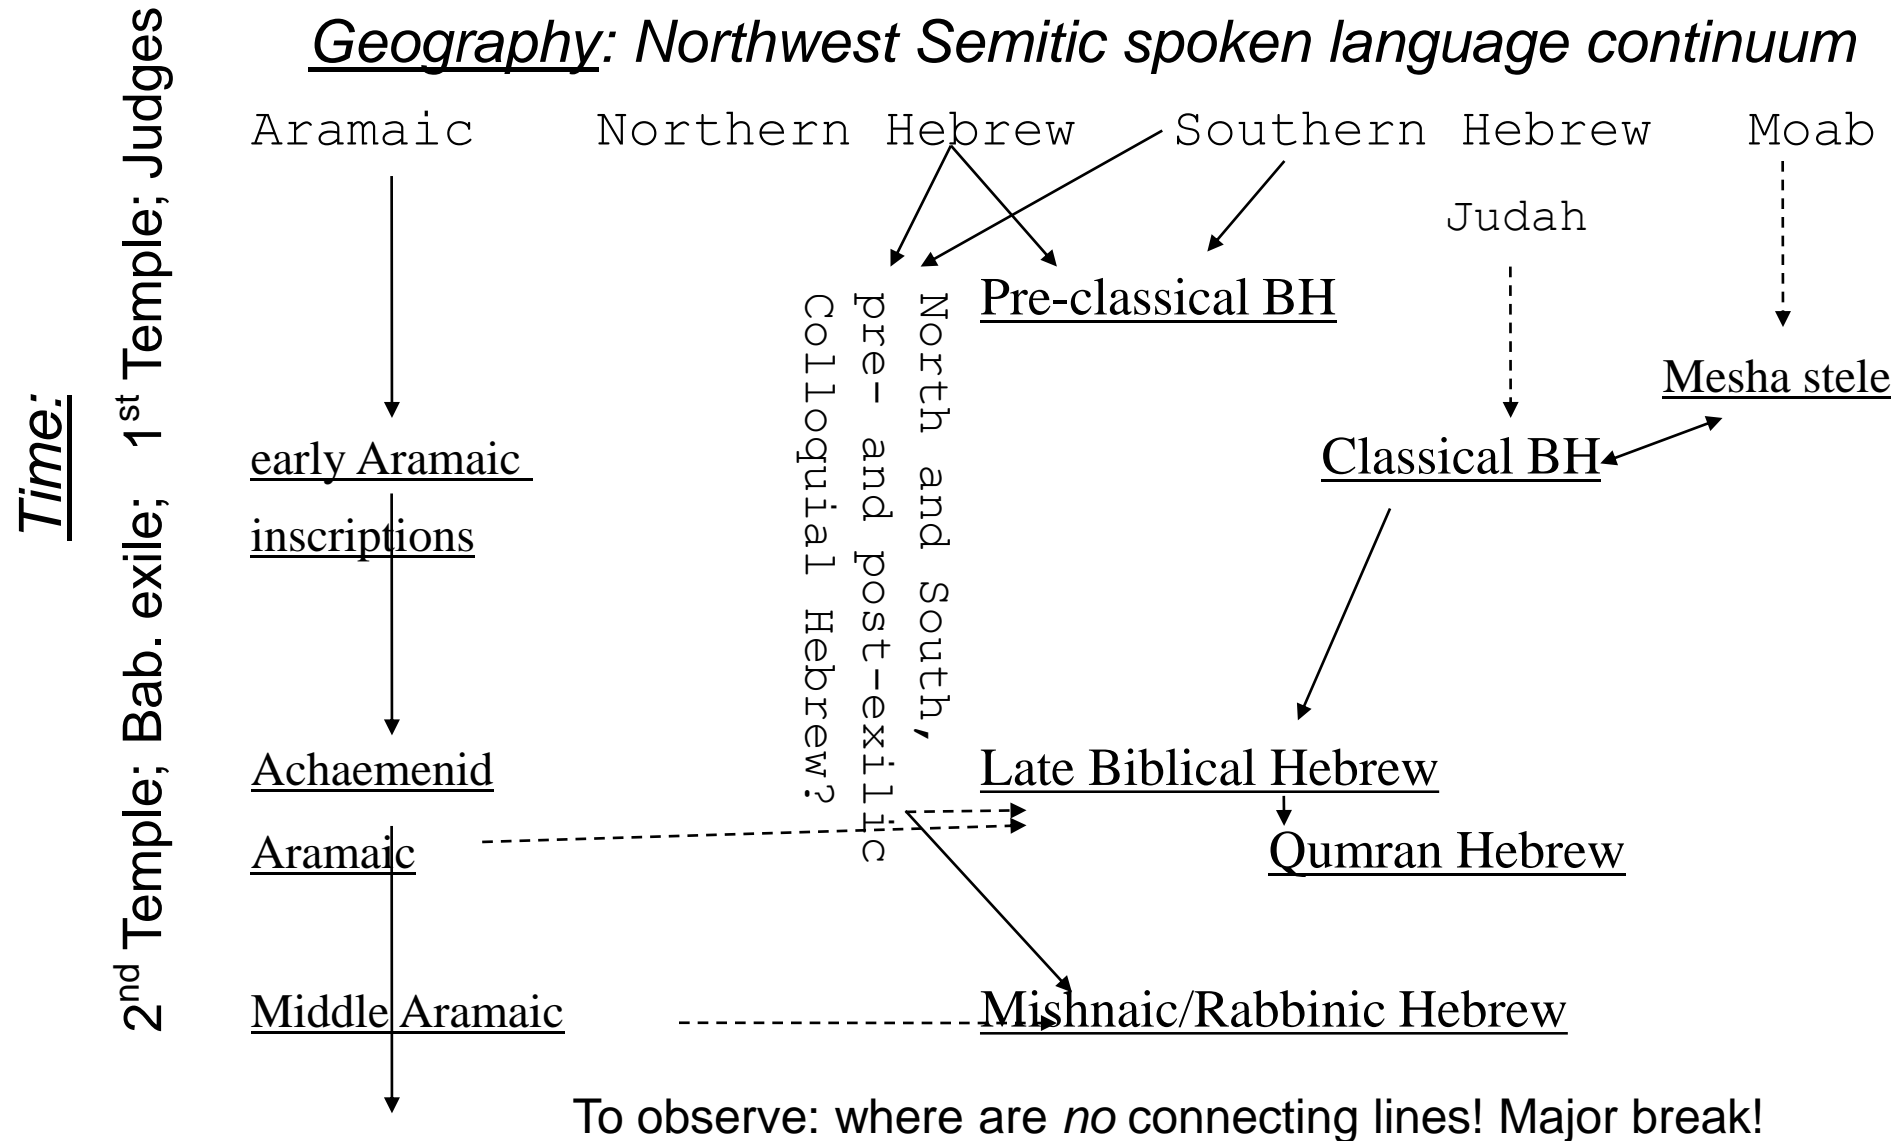 Geography: Northwest Semitic spoken language continuum
Time:
2nd Temple; Bab. exile; 1st Temple; Judges
Aramaic
Northern Hebrew
Southern Hebrew
Moab
Judah
Pre-classical BH
North and South,
pre- and post-exilic
Colloquial Hebrew?
Mesha stele
early Aramaic
inscriptions
Classical BH
Achaemenid
Aramaic
Late Biblical Hebrew
Qumran Hebrew
Middle Aramaic
Mishnaic/Rabbinic Hebrew
To observe: where are no connecting lines! Major break!